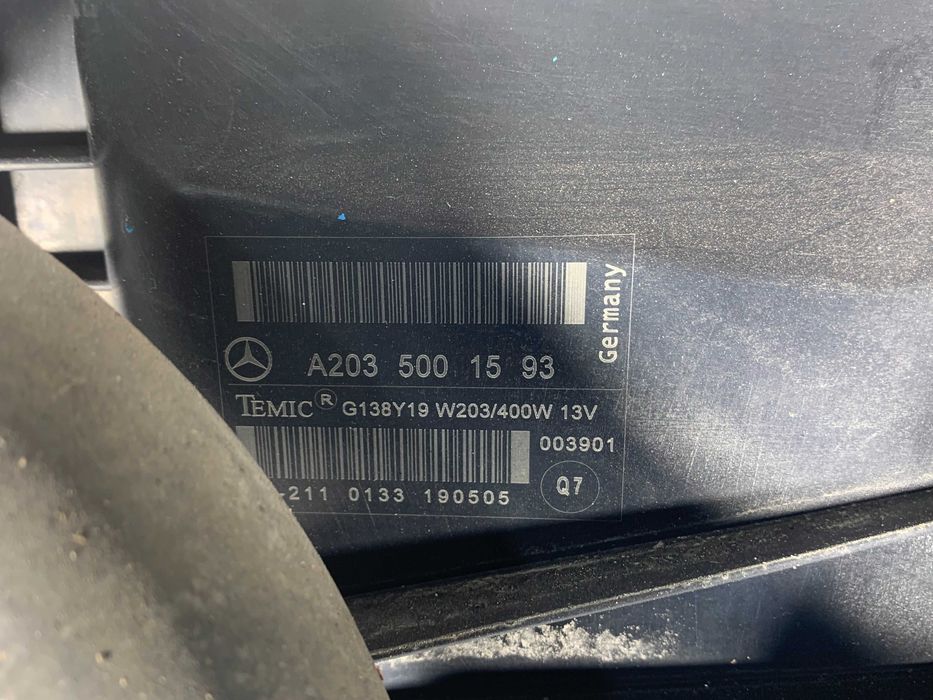 A203 500 15 93
Germany
TEMIC® G138Y19 W203/400W 13V
003901
-211 0133 190505
Q7